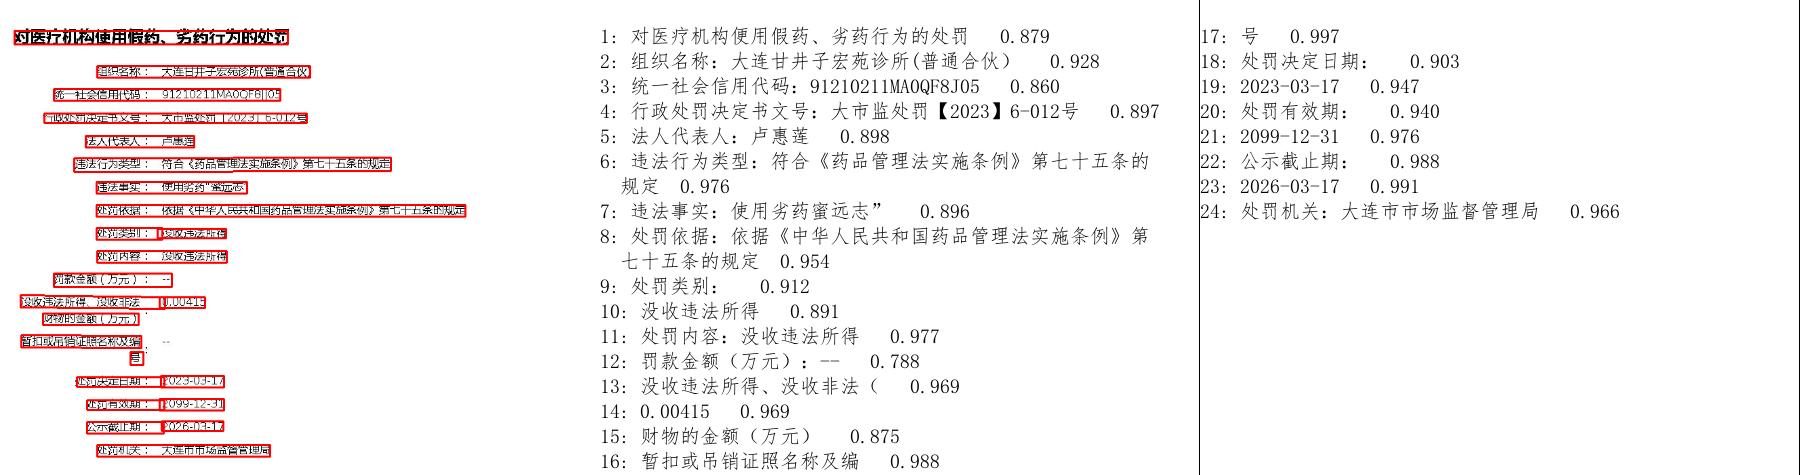 对医疗机构使用假药、劣药行为的处罚
组织名称： 大连甘井子宏苑诊所(普通合伙)
统一社会信用代码： 91210211MA0QF8JJ05
行政处罚决定书文号： 大市监处罚【2023】6-012号
法人代表人： 卢惠莲
违法行为类型： 符合《药品管理法实施条例》第七十五条的规定
违法事实： 使用劣药"蜜远志"
处罚依据： 依据《中华人民共和国药品管理法实施条例》第七十五条的规定
处罚类别： 没收违法所得
处罚内容： 没收违法所得
罚款金额（万元）： --
没收违法所得、没收非法 0.00415
财物的金额（万元） ：
暂扣或吊销证照名称及编 --
号 ：
处罚决定日期： 2023-03-17
处罚有效期： 2099-12-31
公示截止期： 2026-03-17
处罚机关： 大连市市场监督管理局
1: 对医疗机构便用假药、劣药行为的处罚 0.879
2: 组织名称：大连甘井子宏苑诊所(普通合伙） 0.928
3: 统一社会信用代码：91210211MA0QF8J05 0.860
4: 行政处罚决定书文号：大市监处罚【2023】6-012号 0.897
5: 法人代表人：卢惠莲 0.898
6: 违法行为类型：符合《药品管理法实施条例》第七十五条的
规定 0.976
7: 违法事实：使用劣药蜜远志” 0.896
8: 处罚依据：依据《中华人民共和国药品管理法实施条例》第
七十五条的规定 0.954
9: 处罚类别： 0.912
10: 没收违法所得 0.891
11: 处罚内容：没收违法所得 0.977
12: 罚款金额（万元）：-- 0.788
13: 没收违法所得、没收非法（ 0.969
14: 0.00415 0.969
15: 财物的金额（万元） 0.875
16: 暂扣或吊销证照名称及编 0.988
17: 号 0.997
18: 处罚决定日期： 0.903
19: 2023-03-17 0.947
20: 处罚有效期： 0.940
21: 2099-12-31 0.976
22: 公示截止期： 0.988
23: 2026-03-17 0.991
24: 处罚机关：大连市市场监督管理局 0.966